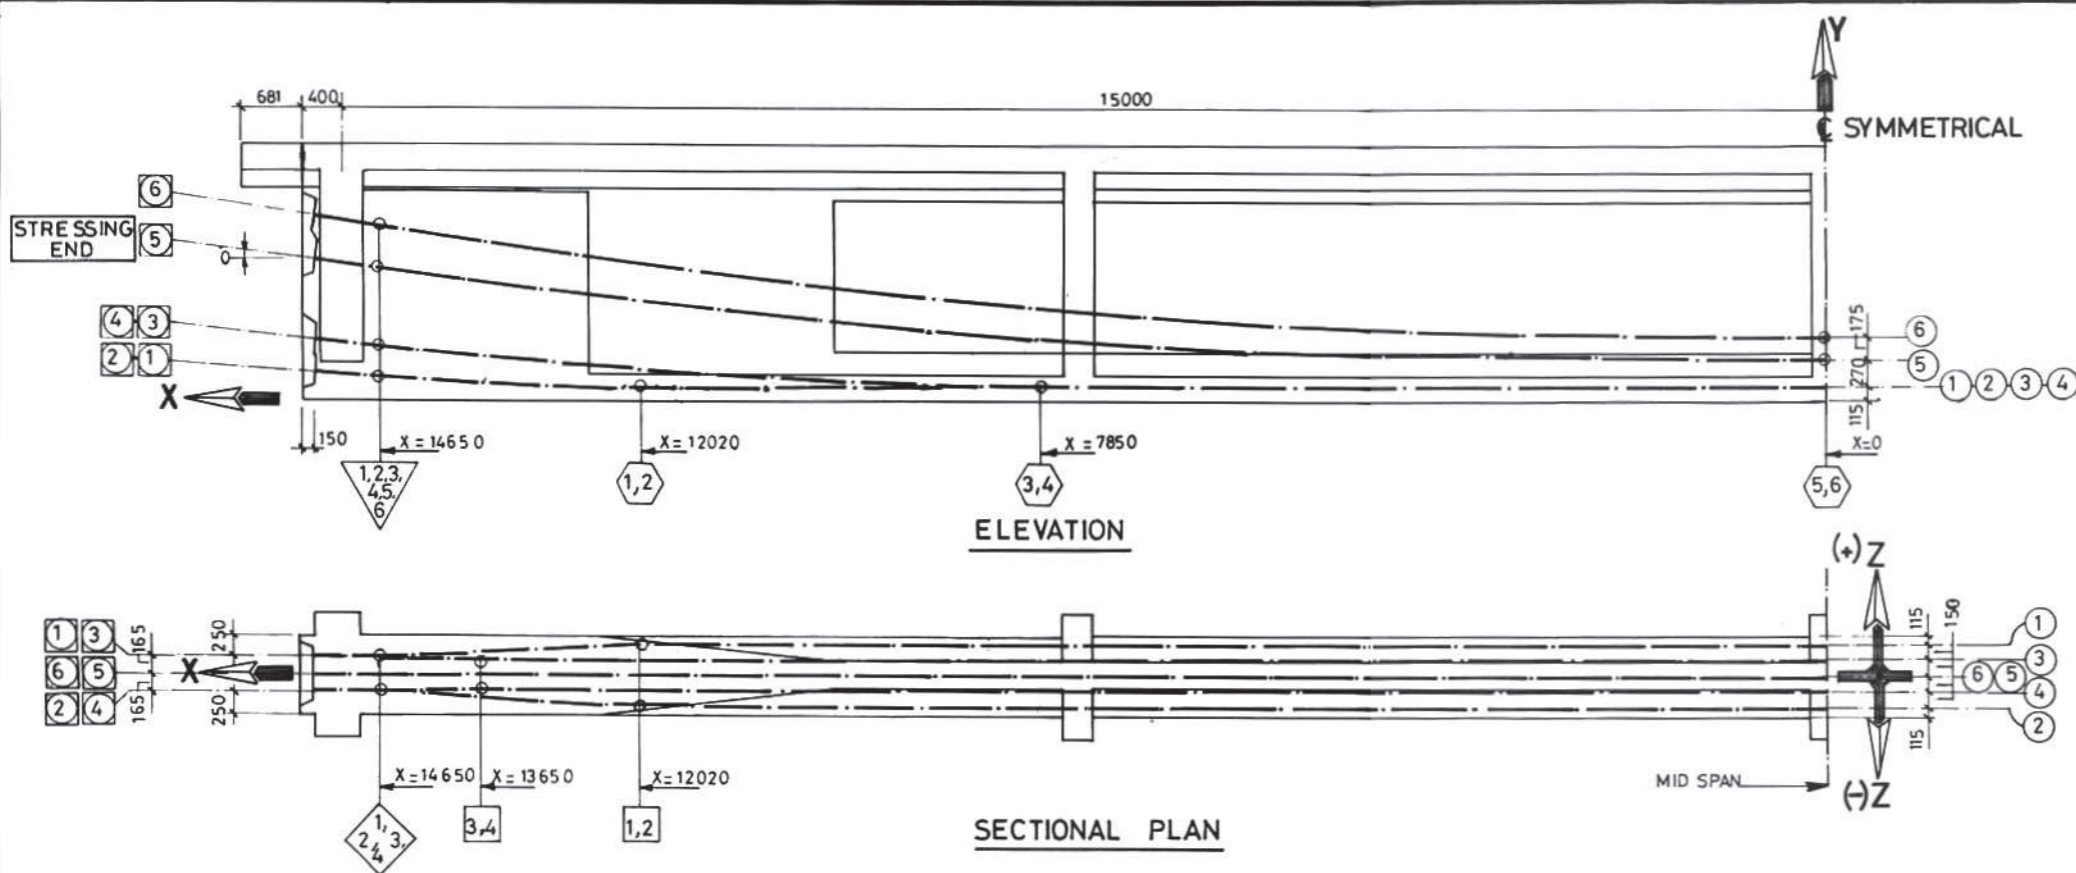 Y
681 400 15000
℄ SYMMETRICAL
6
STRESSING
END
5
0
4 3
2 1
X
175
6
270
5
1 2 3 4
115
150
X=14650
X=12020
X=7850
X=0
1,2,3,
4,5,
6
1,2
3,4
5,6
ELEVATION
(+)Z
1 3
6 5
2 4
165
165
250
250
X
115
150
1
3
6 5
4
2
115
X=14650
X=13650
X=12020
MID SPAN
(-)Z
1,
2, 3,
4
3,4
1,2
SECTIONAL PLAN